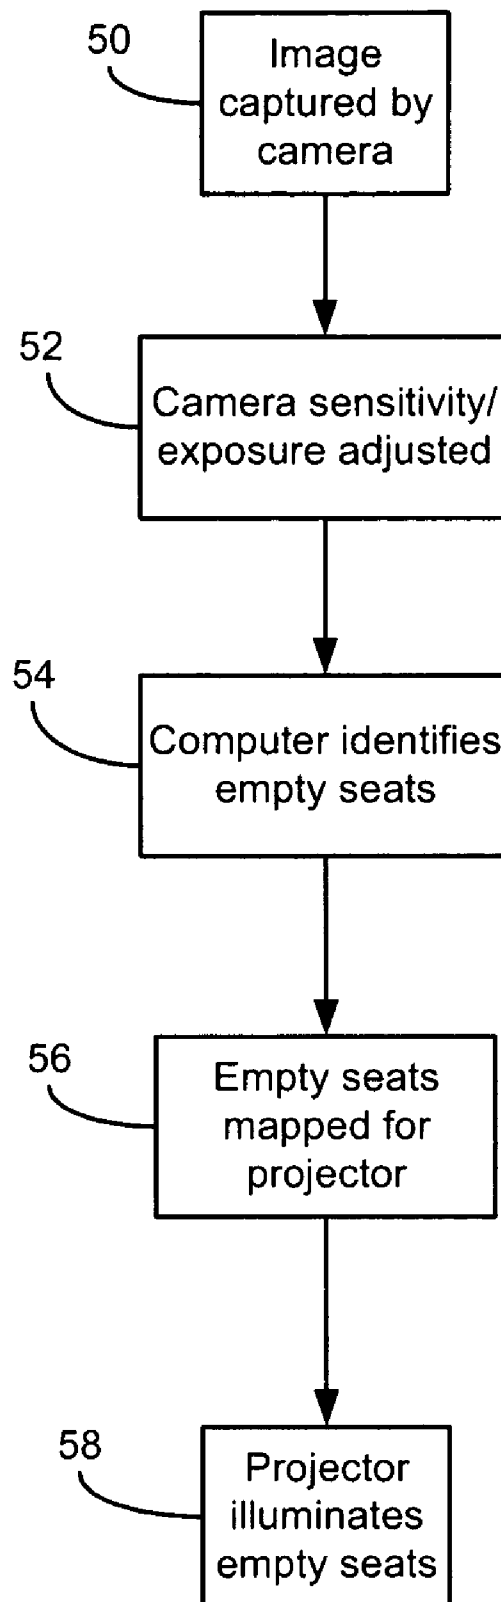 50
Image
captured by
camera
52
Camera sensitivity/
exposure adjusted
54
Computer identifies
empty seats
56
Empty seats
mapped for
projector
58
Projector
illuminates
empty seats